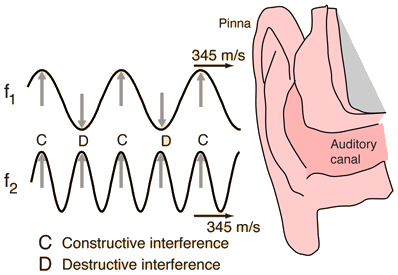 Pinna
345 m/s
f1
C D C D C
Auditory
canal
f2
345 m/s
C Constructive interference
D Destructive interference